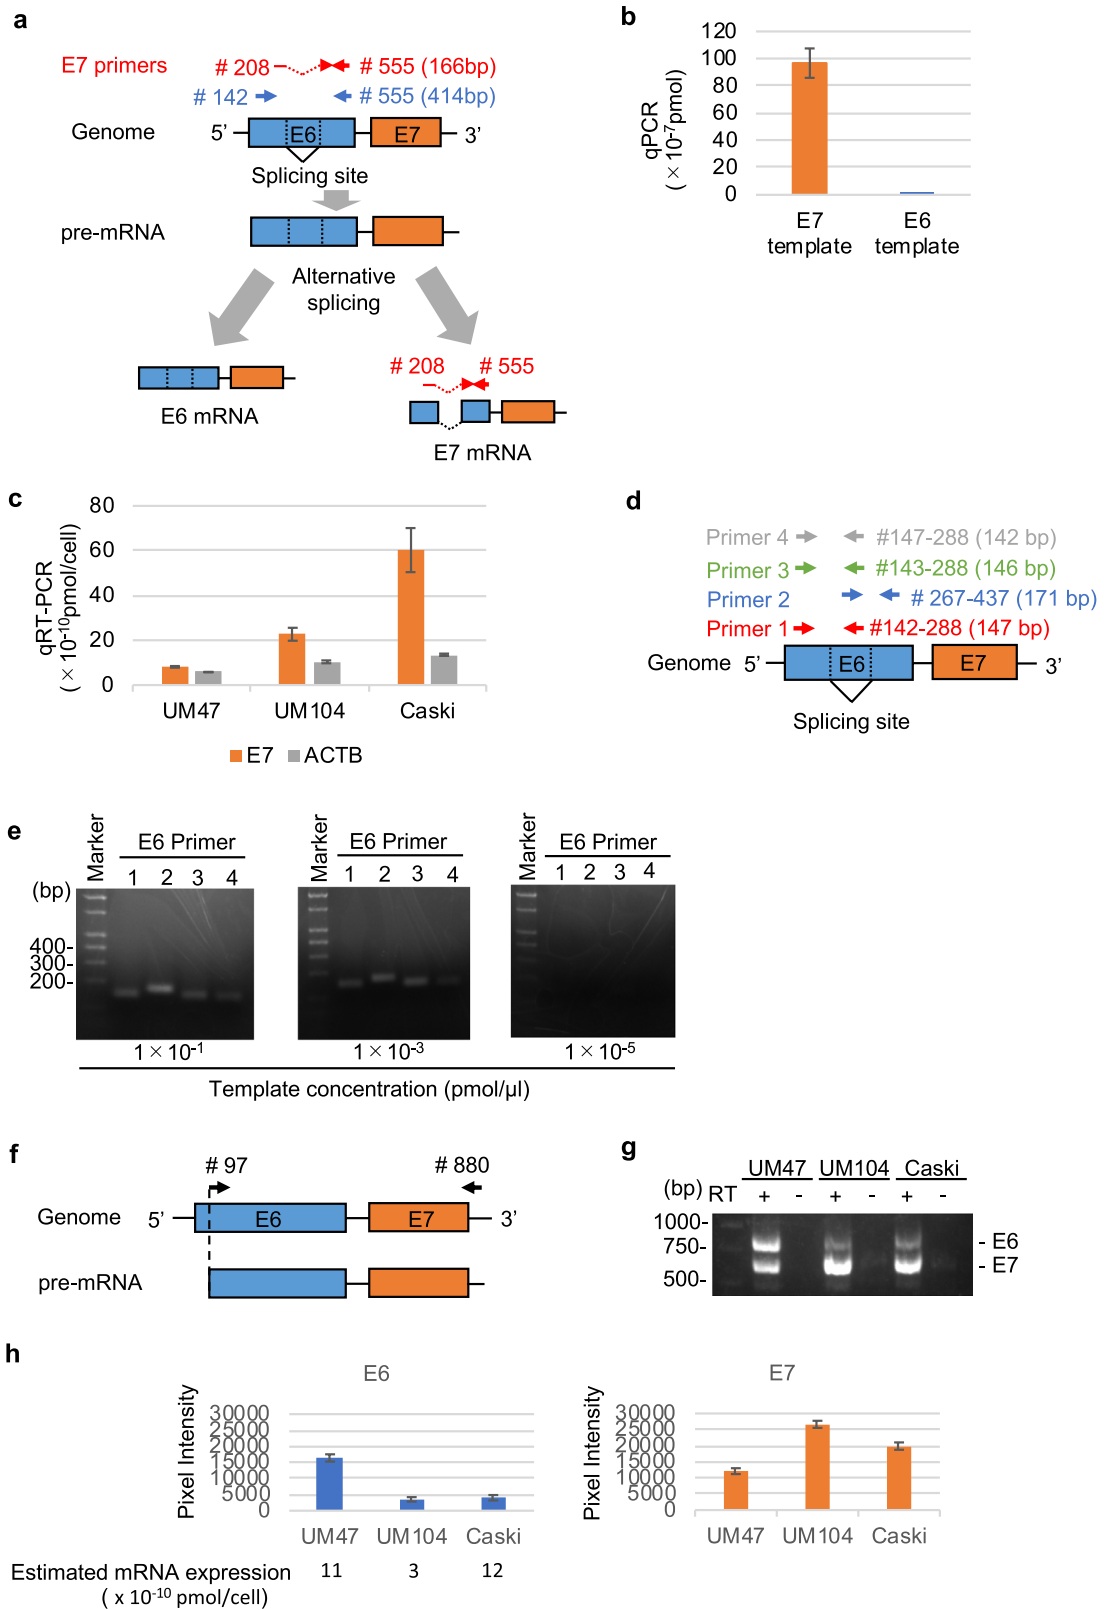 a
E7 primers
# 208
# 555 (166bp)
# 142
# 555 (414bp)
Genome
5’
E6
E7
3’
Splicing site
pre-mRNA
Alternative
splicing
# 208
# 555
E6 mRNA
E7 mRNA
b
qPCR
(×10-7pmol)
120
100
80
60
40
20
0
E7
template
E6
template
c
qRT-PCR
(×10-10pmol/cell)
80
60
40
20
0
UM47
UM104
Caski
E7
ACTB
d
Primer 4
#147-288 (142 bp)
Primer 3
#143-288 (146 bp)
Primer 2
# 267-437 (171 bp)
Primer 1
#142-288 (147 bp)
Genome
5’
E6
E7
3’
Splicing site
e
Marker
E6 Primer
1 2 3 4
Marker
E6 Primer
1 2 3 4
Marker
E6 Primer
1 2 3 4
(bp)
400-
300-
200-
1×10-1
1×10-3
1×10-5
Template concentration (pmol/µl)
f
# 97
# 880
Genome
5’
E6
E7
3’
pre-mRNA
g
UM47
UM104
Caski
(bp)
RT
+ - + - + -
1000-
750-
500-
- E6
- E7
h
E6
Pixel Intensity
30000
25000
20000
15000
10000
5000
0
UM47
UM104
Caski
Estimated mRNA expression
( x 10-10 pmol/cell)
11
3
12
E7
Pixel Intensity
30000
25000
20000
15000
10000
5000
0
UM47
UM104
Caski